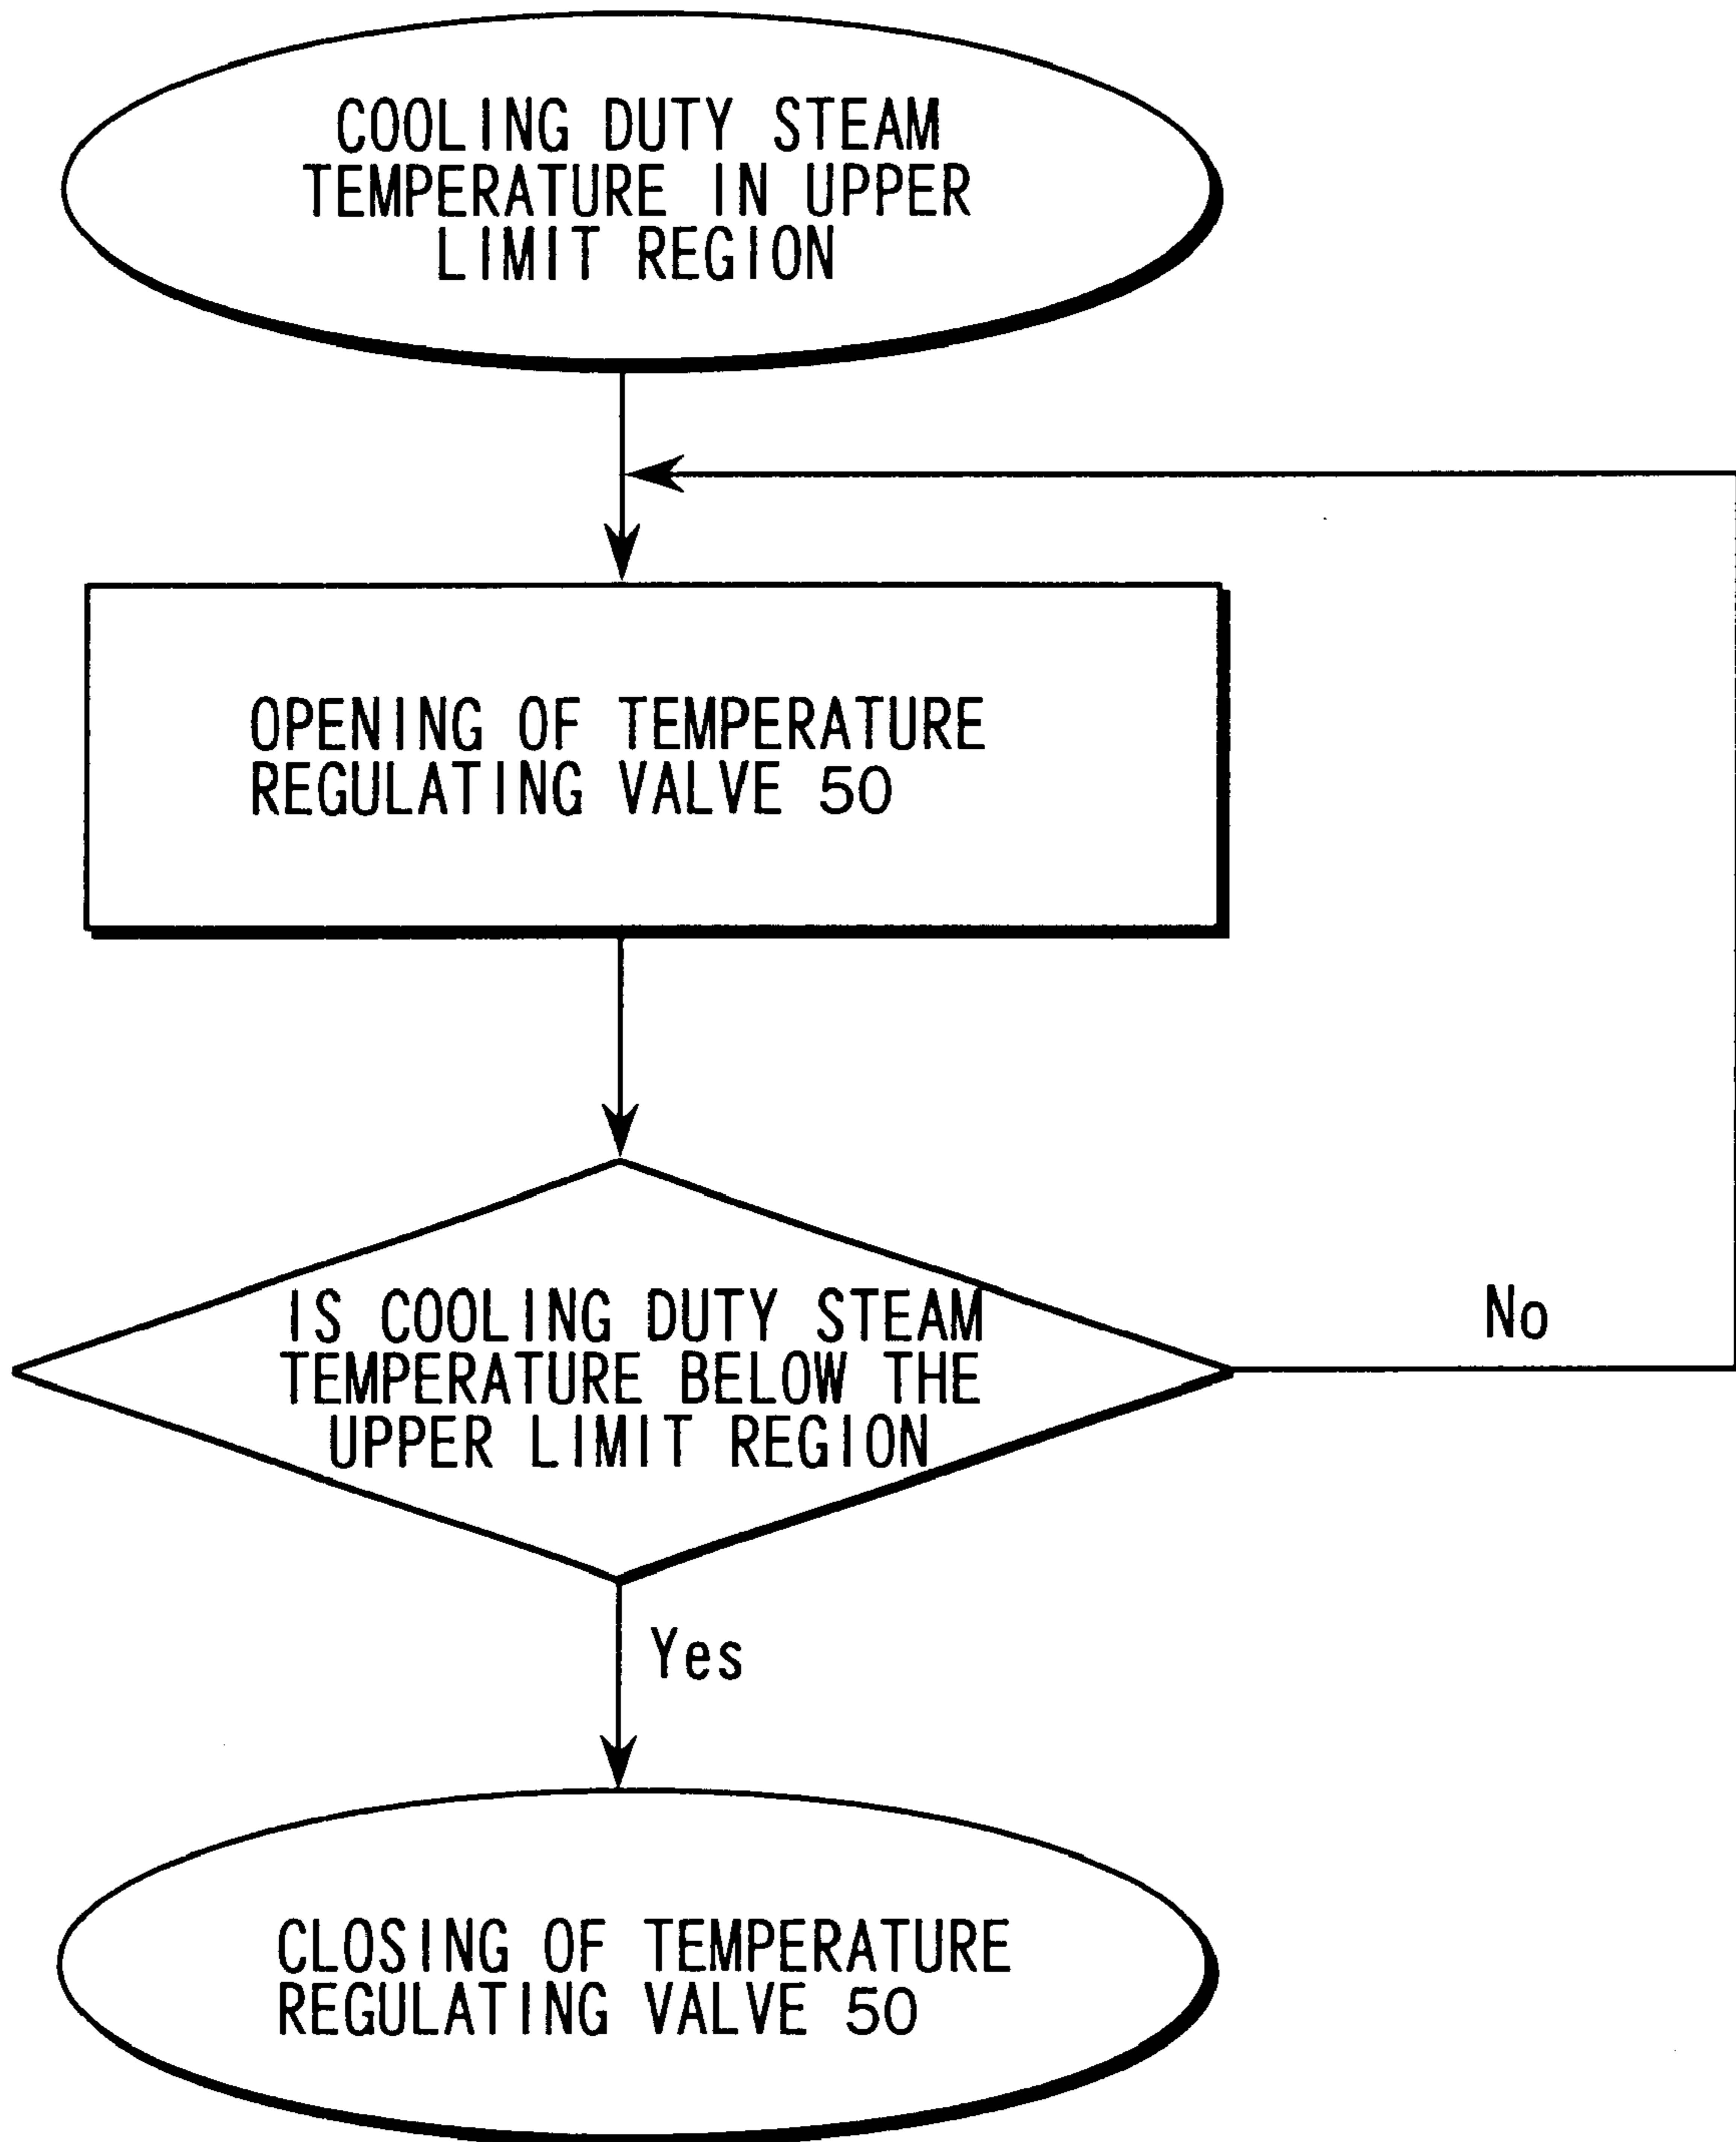 COOLING DUTY STEAM
TEMPERATURE IN UPPER
LIMIT REGION
OPENING OF TEMPERATURE
REGULATING VALVE 50
IS COOLING DUTY STEAM
TEMPERATURE BELOW THE
UPPER LIMIT REGION
No
Yes
CLOSING OF TEMPERATURE
REGULATING VALVE 50